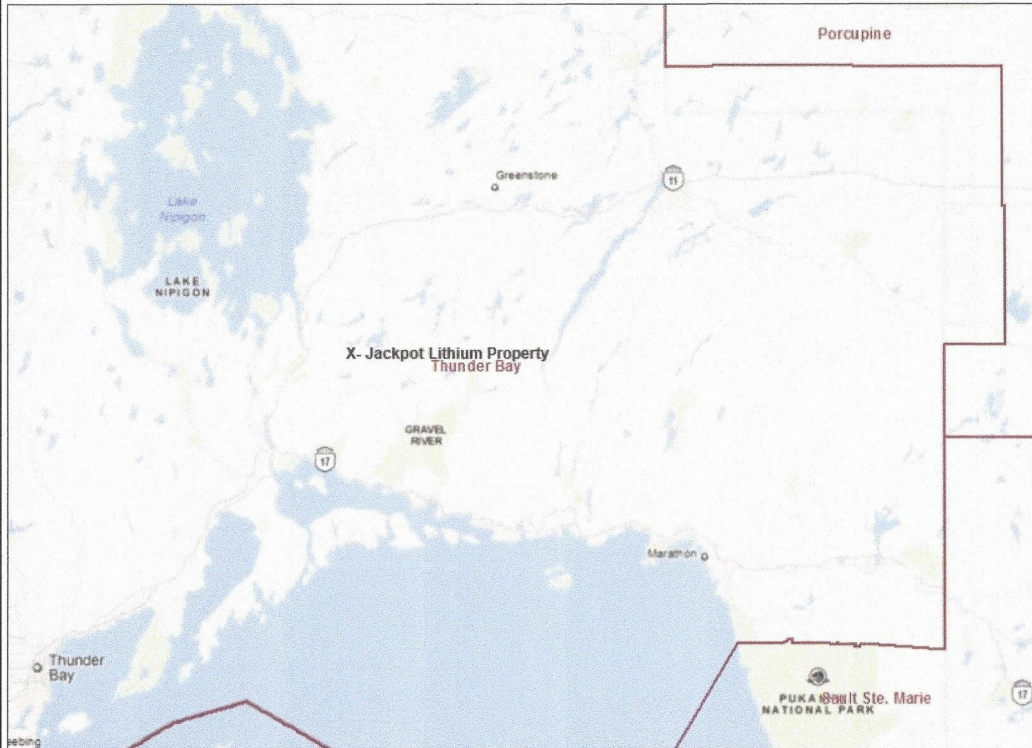 Porcupine
Greenstone
11
Lake
Nipigon
LAKE
NIPIGON
X- Jackpot Lithium Property
Thunder Bay
GRAVEL
RIVER
17
Marathon
Thunder
Bay
Sault Ste. Marie
NATIONAL PARK
17
eebing